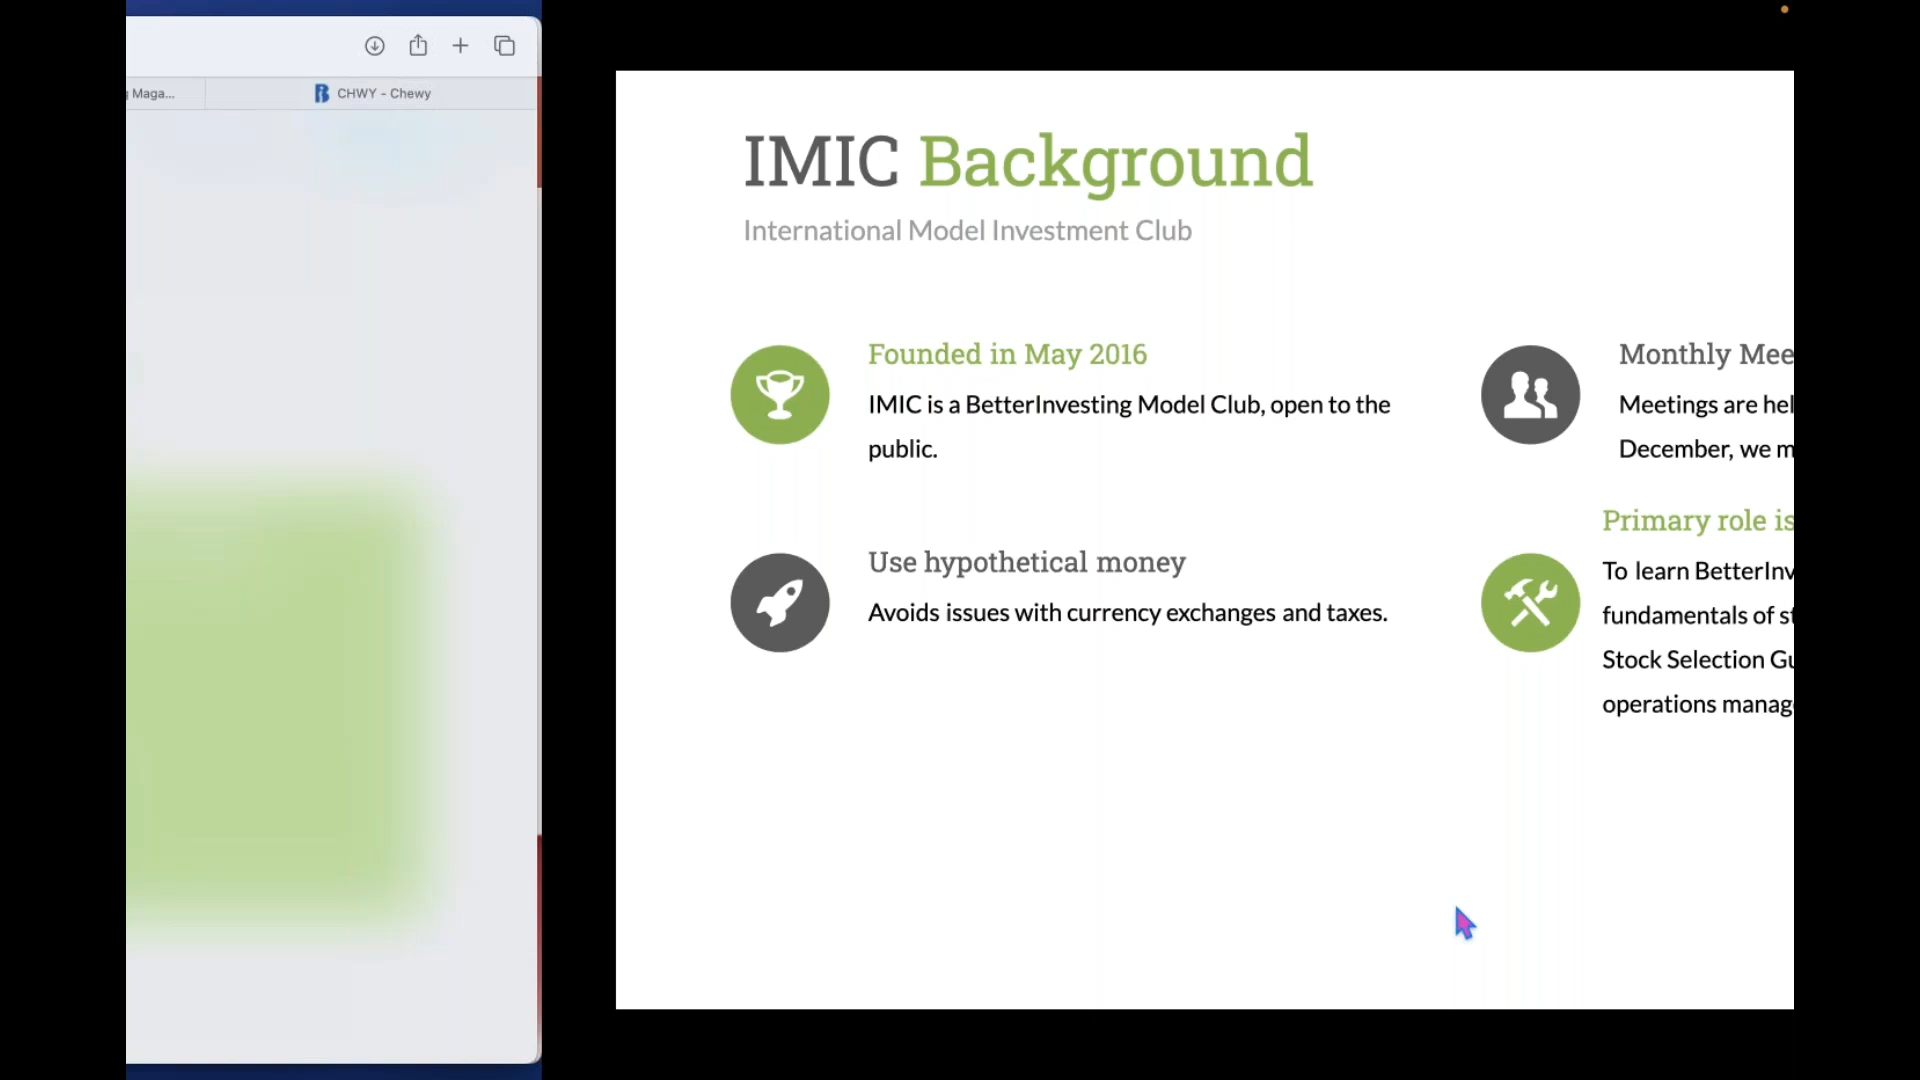 Maga...
CHWY - Chewy
IMIC Background
International Model Investment Club
Founded in May 2016
IMIC is a BetterInvesting Model Club, open to the
public.
Use hypothetical money
Avoids issues with currency exchanges and taxes.
Monthly Mee
Meetings are hel
December, we m
Primary role is
To learn BetterInv
fundamentals of st
Stock Selection Gu
operations manag